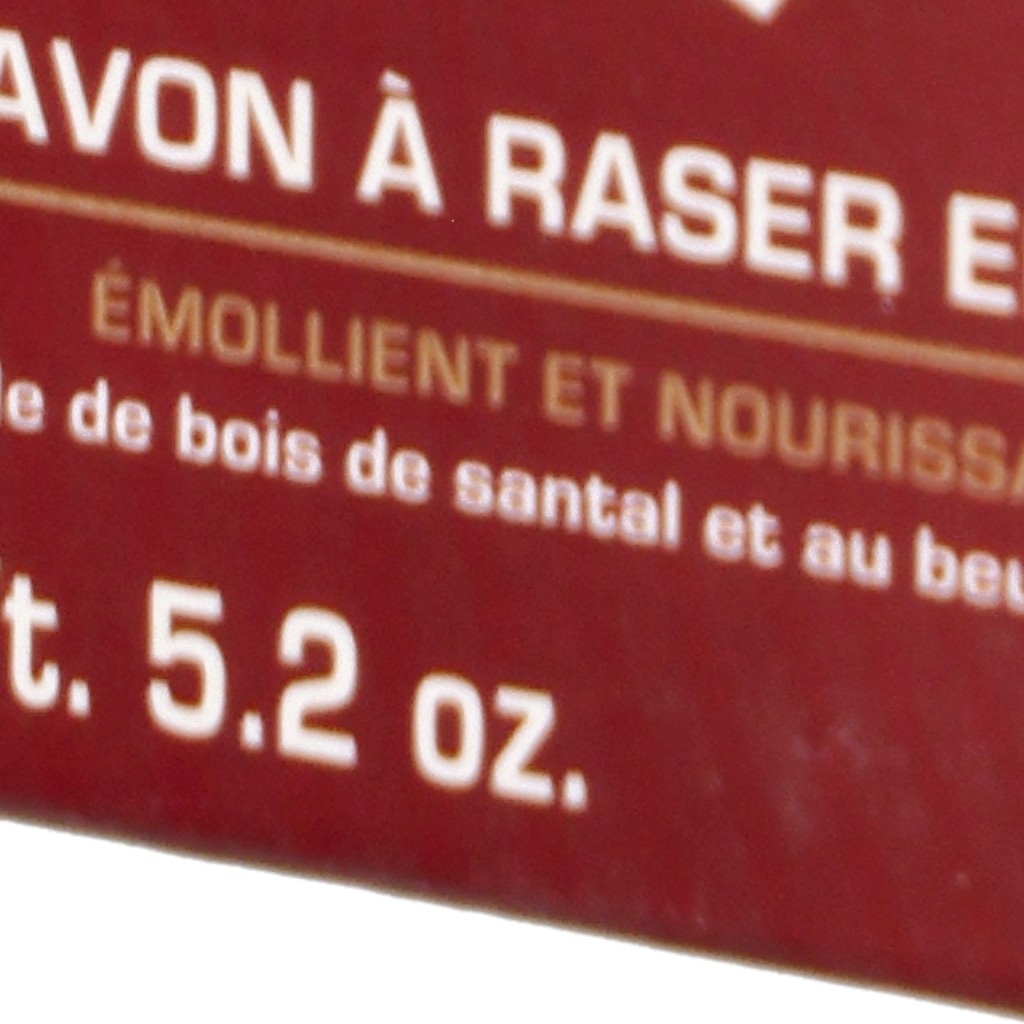 AVON À RASER E
ÉMOLLIENT ET NOURISSA
le de bois de santal et au beu
t. 5.2 oz.